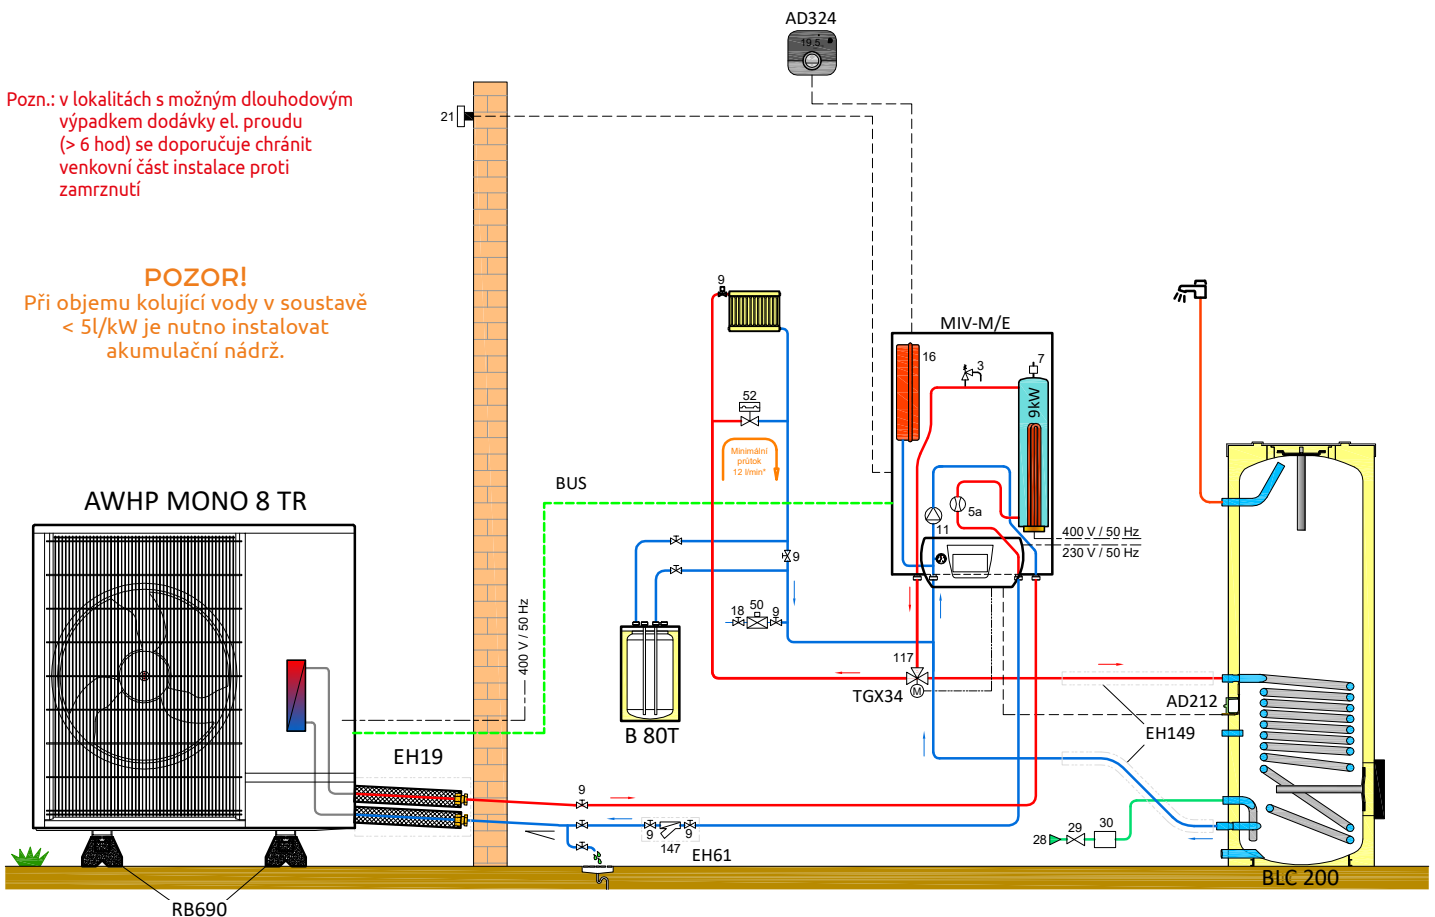 AD324
19.5
Pozn.: v lokalitách s možným dlouhodovým
výpadkem dodávky el. proudu
(> 6 hod) se doporučuje chránit
venkovní část instalace proti
zamrznutí
21
POZOR!
Při objemu kolující vody v soustavě
< 5l/kW je nutno instalovat
akumulační nádrž.
9
MIV-M/E
16
3
7
9kW
52
Minimální
průtok
12 l/min*
BUS
AWHP MONO 8 TR
5a
11
400 V / 50 Hz
230 V / 50 Hz
9
400 V / 50 Hz
18
50
9
117
TGX34
M
B 80T
AD212
EH149
EH19
9
9
9
147
EH61
28
29
30
BLC 200
RB690